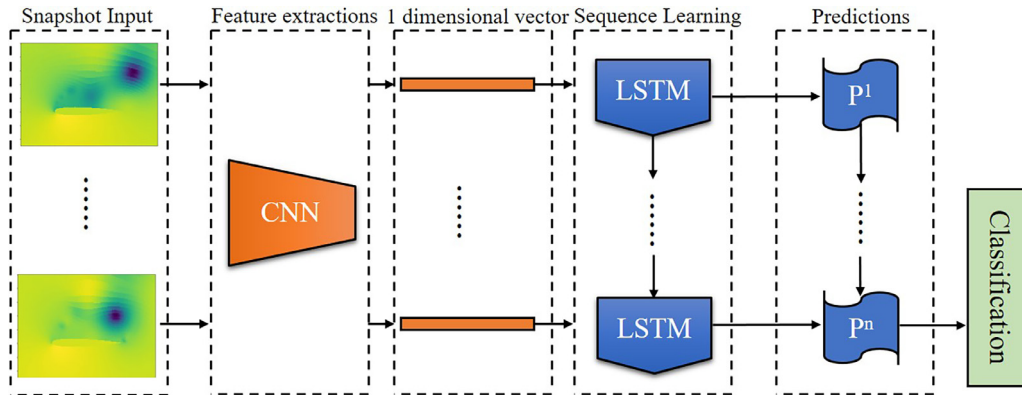 Snapshot Input
Feature extractions
1 dimensional vector
Sequence Learning
Predictions
LSTM
P1
CNN
Classification
LSTM
Pn